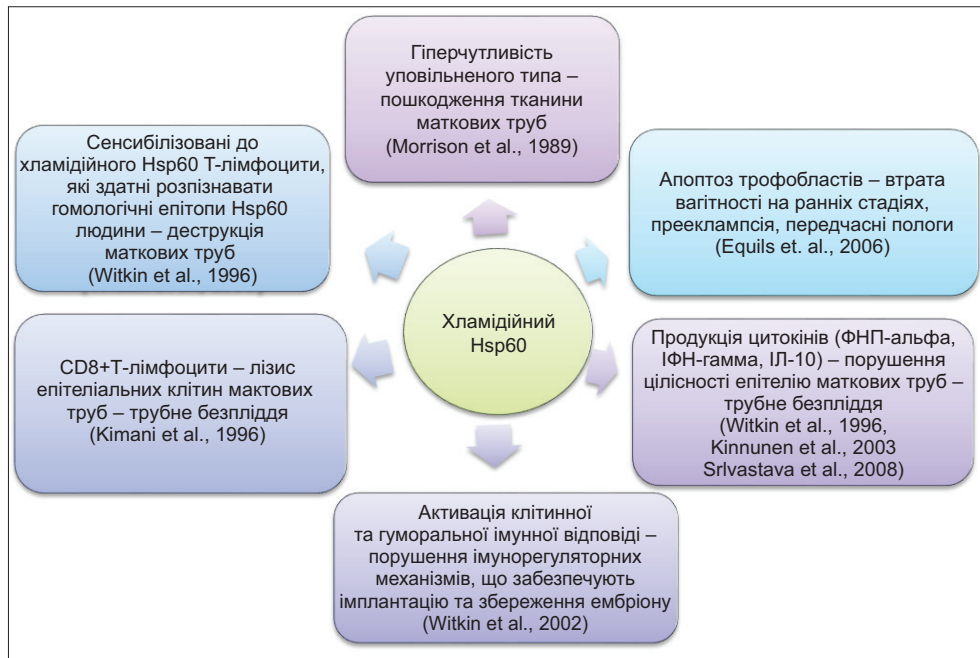 Гіперчутливість
уповільненого типа –
пошкодження тканини
маткових труб
(Morrison et al., 1989)
Сенсибілізовані до
хламідійного Hsp60 Т-лімфоцити,
які здатні розпізнавати
гомологічні епітопи Hsp60
людини – деструкція
маткових труб
(Witkin et al., 1996)
Апоптоз трофобластів – втрата
вагітності на ранніх стадіях,
прееклампсія, передчасні пологи
(Equils et. al., 2006)
Хламідійний
Hsp60
CD8+Т-лімфоцити – лізис
епітеліальних клітин мактових
труб – трубне безпліддя
(Kimani et al., 1996)
Продукція цитокінів (ФНП-альфа,
ІФН-гамма, ІЛ-10) – порушення
цілісності епітелію маткових труб –
трубне безпліддя
(Witkin et al., 1996,
Kinnunen et al., 2003
Srlvastava et al., 2008)
Активація клітинної
та гуморальної імунної відповіді –
порушення імунорегуляторних
механізмів, що забезпечують
імплантацію та збереження ембріону
(Witkin et al., 2002)